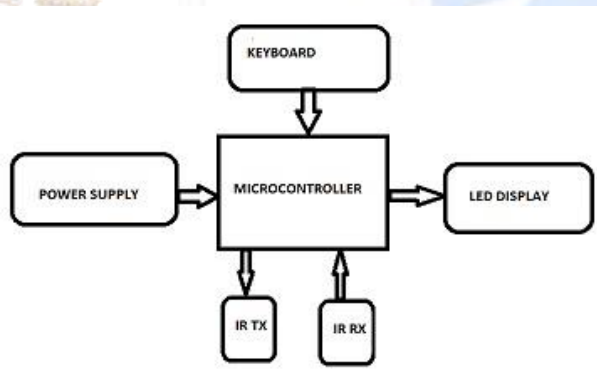 KEYBOARD
POWER SUPPLY
MICROCONTROLLER
LED DISPLAY
IR TX
IR RX